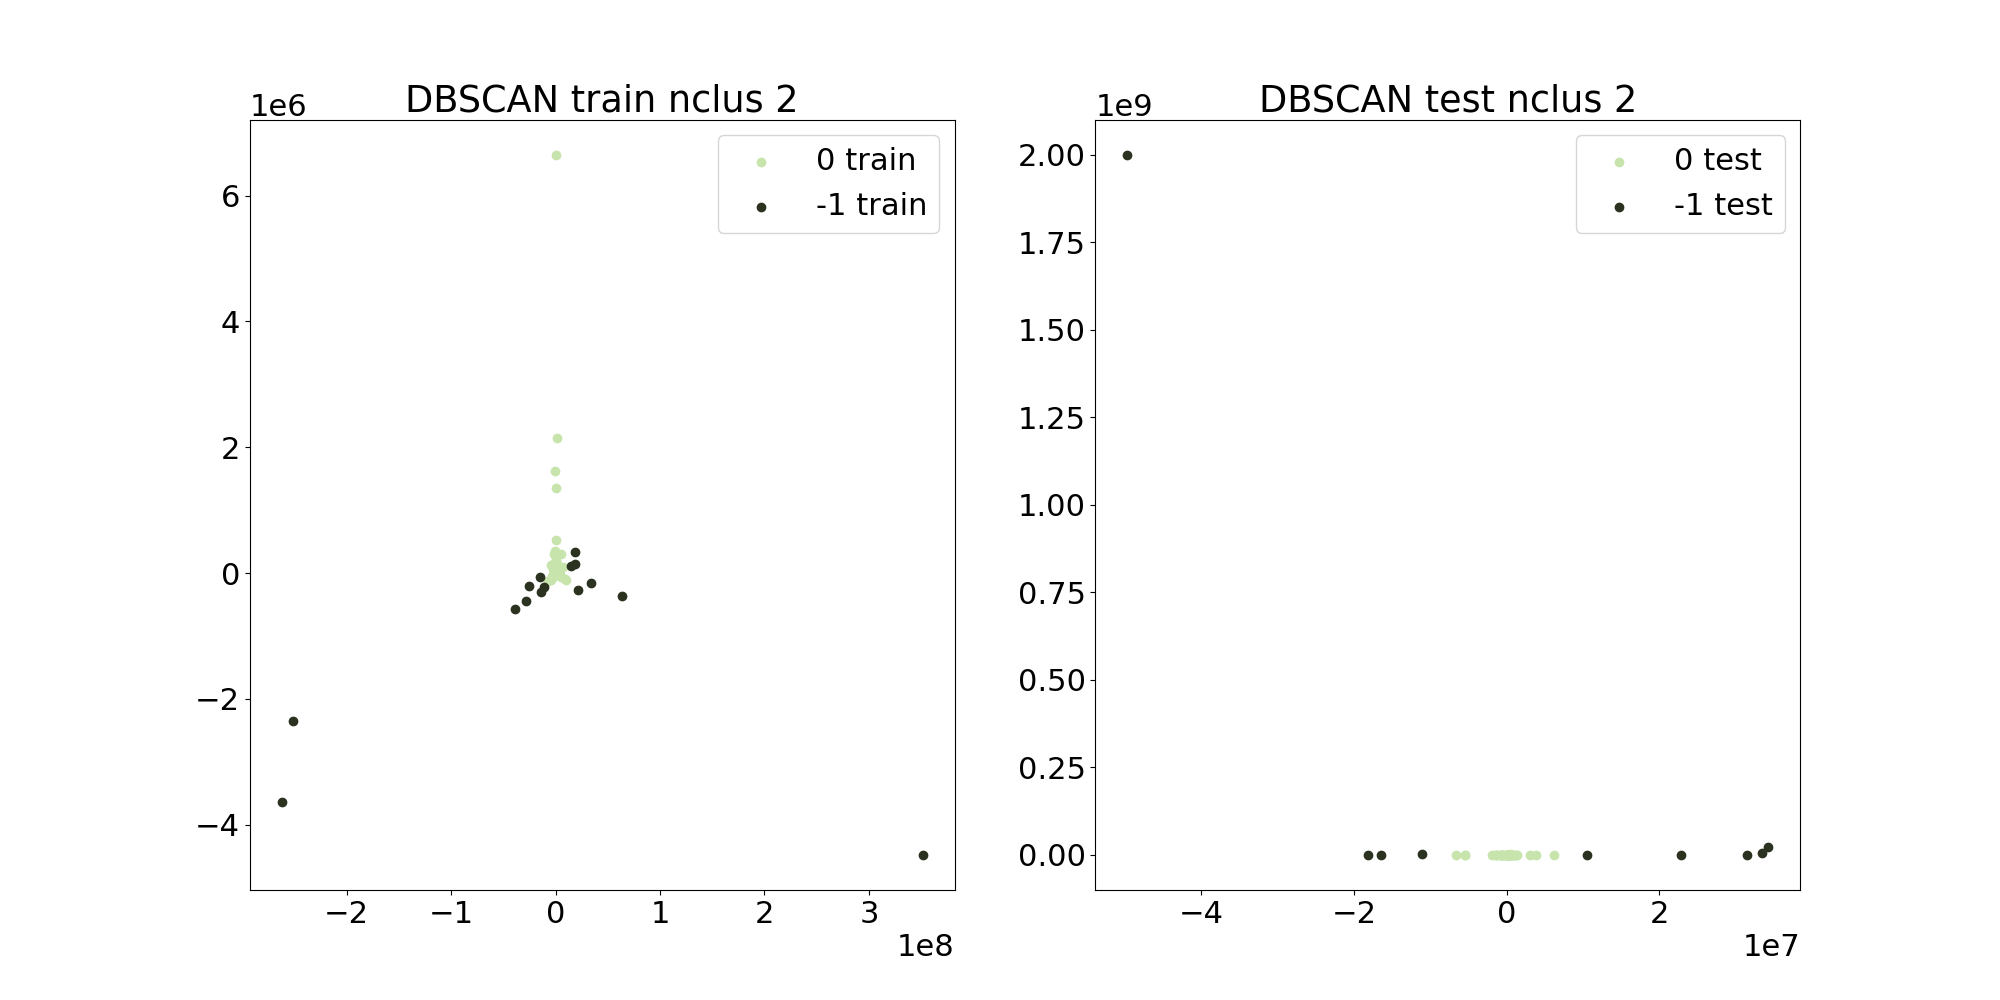 DBSCAN train nclus 2
1e6
0 train
-1 train
6
4
2
0
−2
−4
−2 −1 0 1 2 3
1e8
DBSCAN test nclus 2
1e9
0 test
-1 test
2.00
1.75
1.50
1.25
1.00
0.75
0.50
0.25
0.00
−4 −2 0 2
1e7